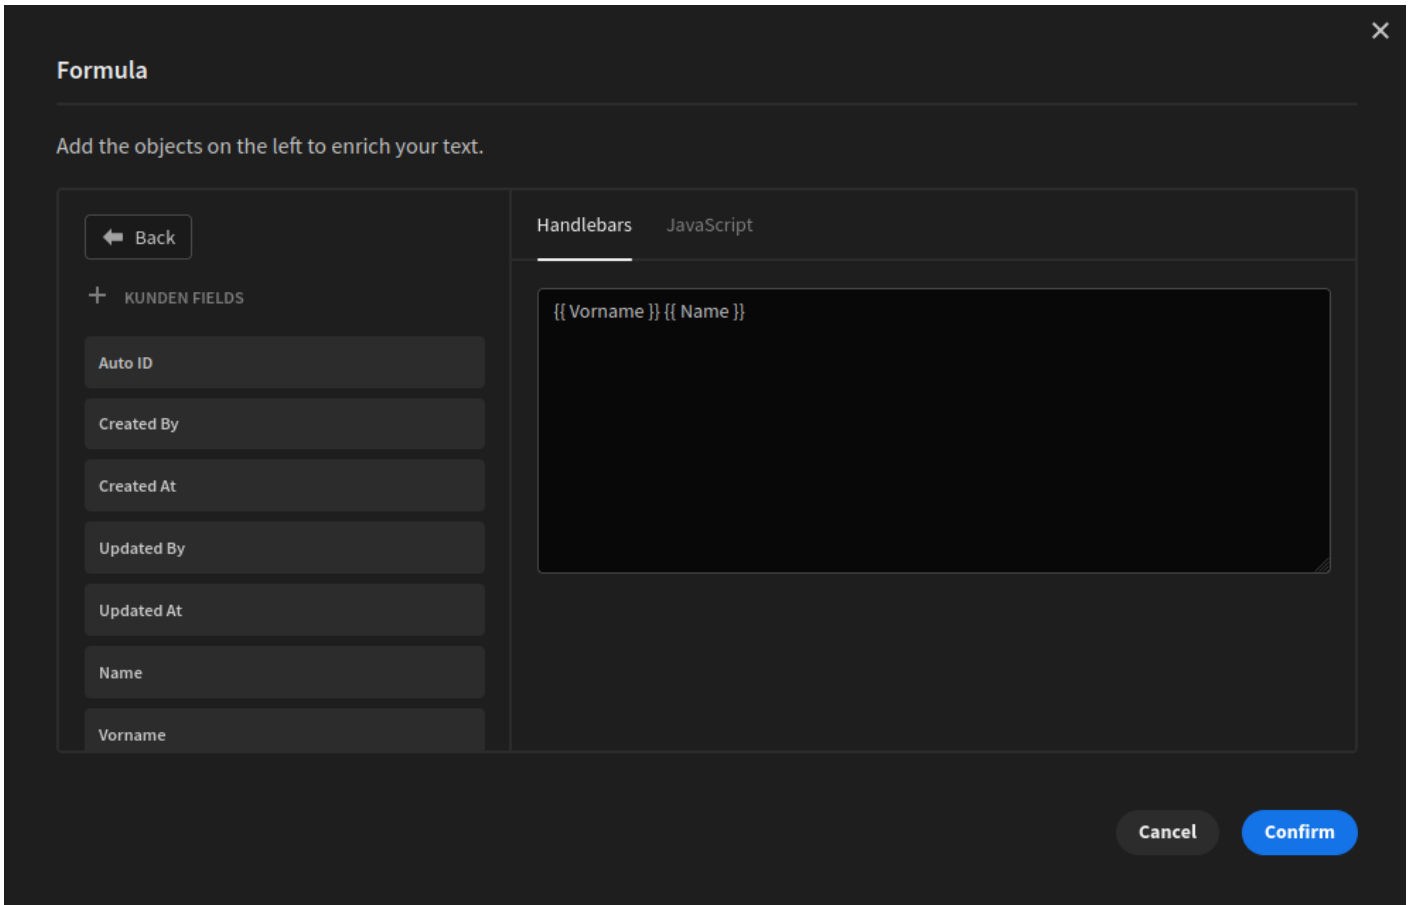 Formula
Add the objects on the left to enrich your text.
Back
KUNDEN FIELDS
Auto ID
Created By
Created At
Updated By
Updated At
Name
Vorname
Handlebars JavaScript
{{ Vorname }} {{ Name }}
Cancel Confirm